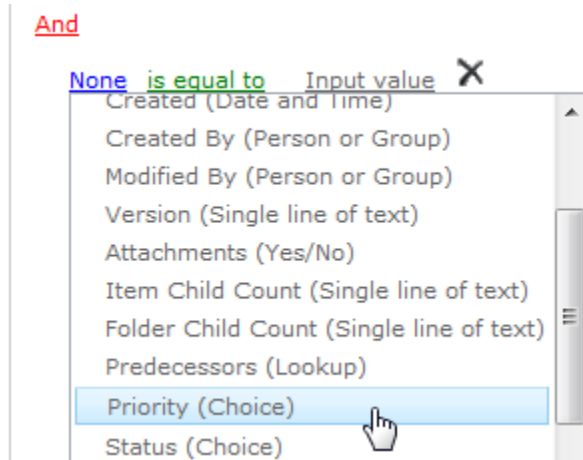 And
None is equal to Input value
Created (Date and Time)
Created By (Person or Group)
Modified By (Person or Group)
Version (Single line of text)
Attachments (Yes/No)
Item Child Count (Single line of text)
Folder Child Count (Single line of text)
Predecessors (Lookup)
Priority (Choice)
Status (Choice)